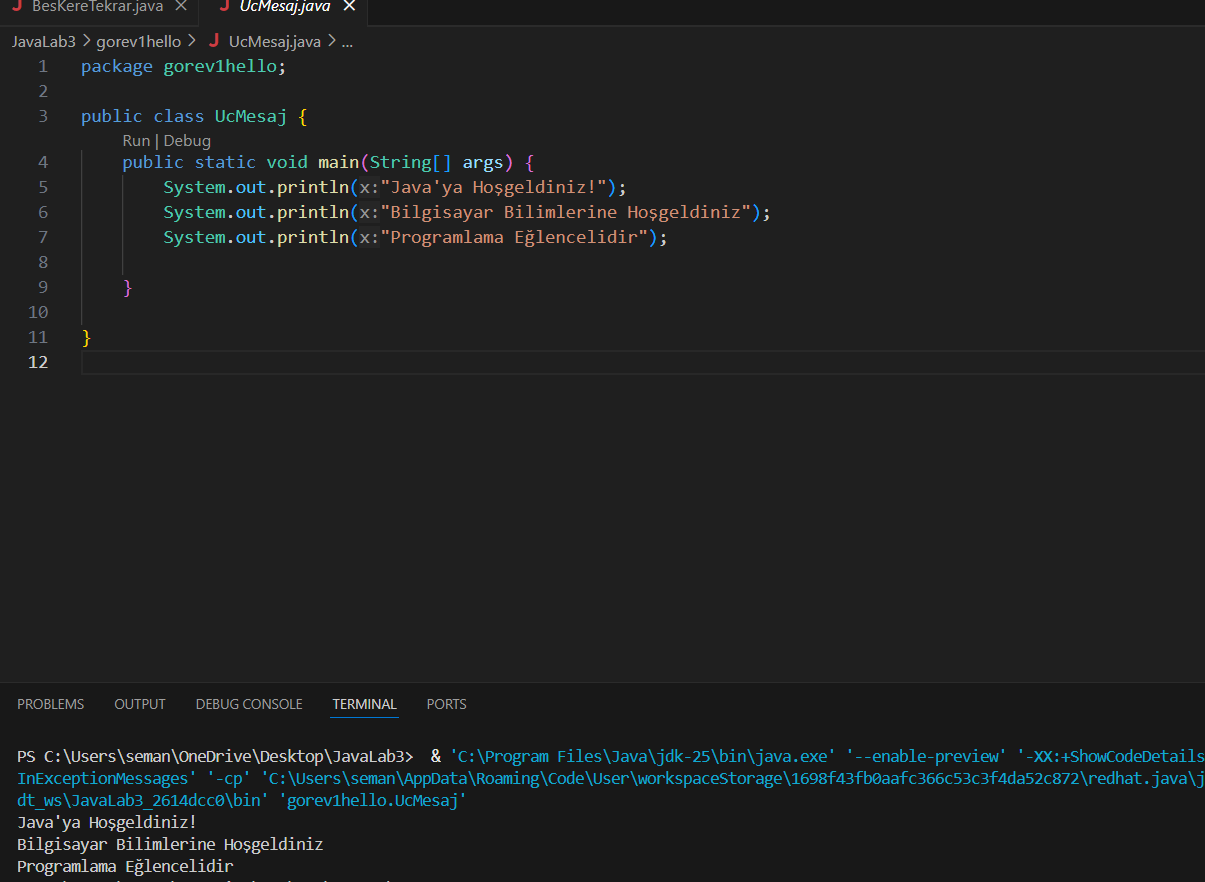 BesKereTekrar.java UcMesaj.java
JavaLab3 > gorev1hello > UcMesaj.java > ...
1 package gorev1hello;
2
3 public class UcMesaj {
Run | Debug
4 public static void main(String[] args) {
5 System.out.println(x:"Java'ya Hoşgeldiniz!");
6 System.out.println(x:"Bilgisayar Bilimlerine Hoşgeldiniz");
7 System.out.println(x:"Programlama Eğlencelidir");
8
9 }
10
11 }
12
PROBLEMS OUTPUT DEBUG CONSOLE TERMINAL PORTS
PS C:\Users\seman\OneDrive\Desktop\JavaLab3> & 'C:\Program Files\Java\jdk-25\bin\java.exe' '--enable-preview' '-XX:+ShowCodeDetails
InExceptionMessages' '-cp' 'C:\Users\seman\AppData\Roaming\Code\User\workspaceStorage\1698f43fb0aafc366c53c3f4da52c872\redhat.java\j
dt_ws\JavaLab3_2614dcc0\bin' 'gorev1hello.UcMesaj'
Java'ya Hoşgeldiniz!
Bilgisayar Bilimlerine Hoşgeldiniz
Programlama Eğlencelidir